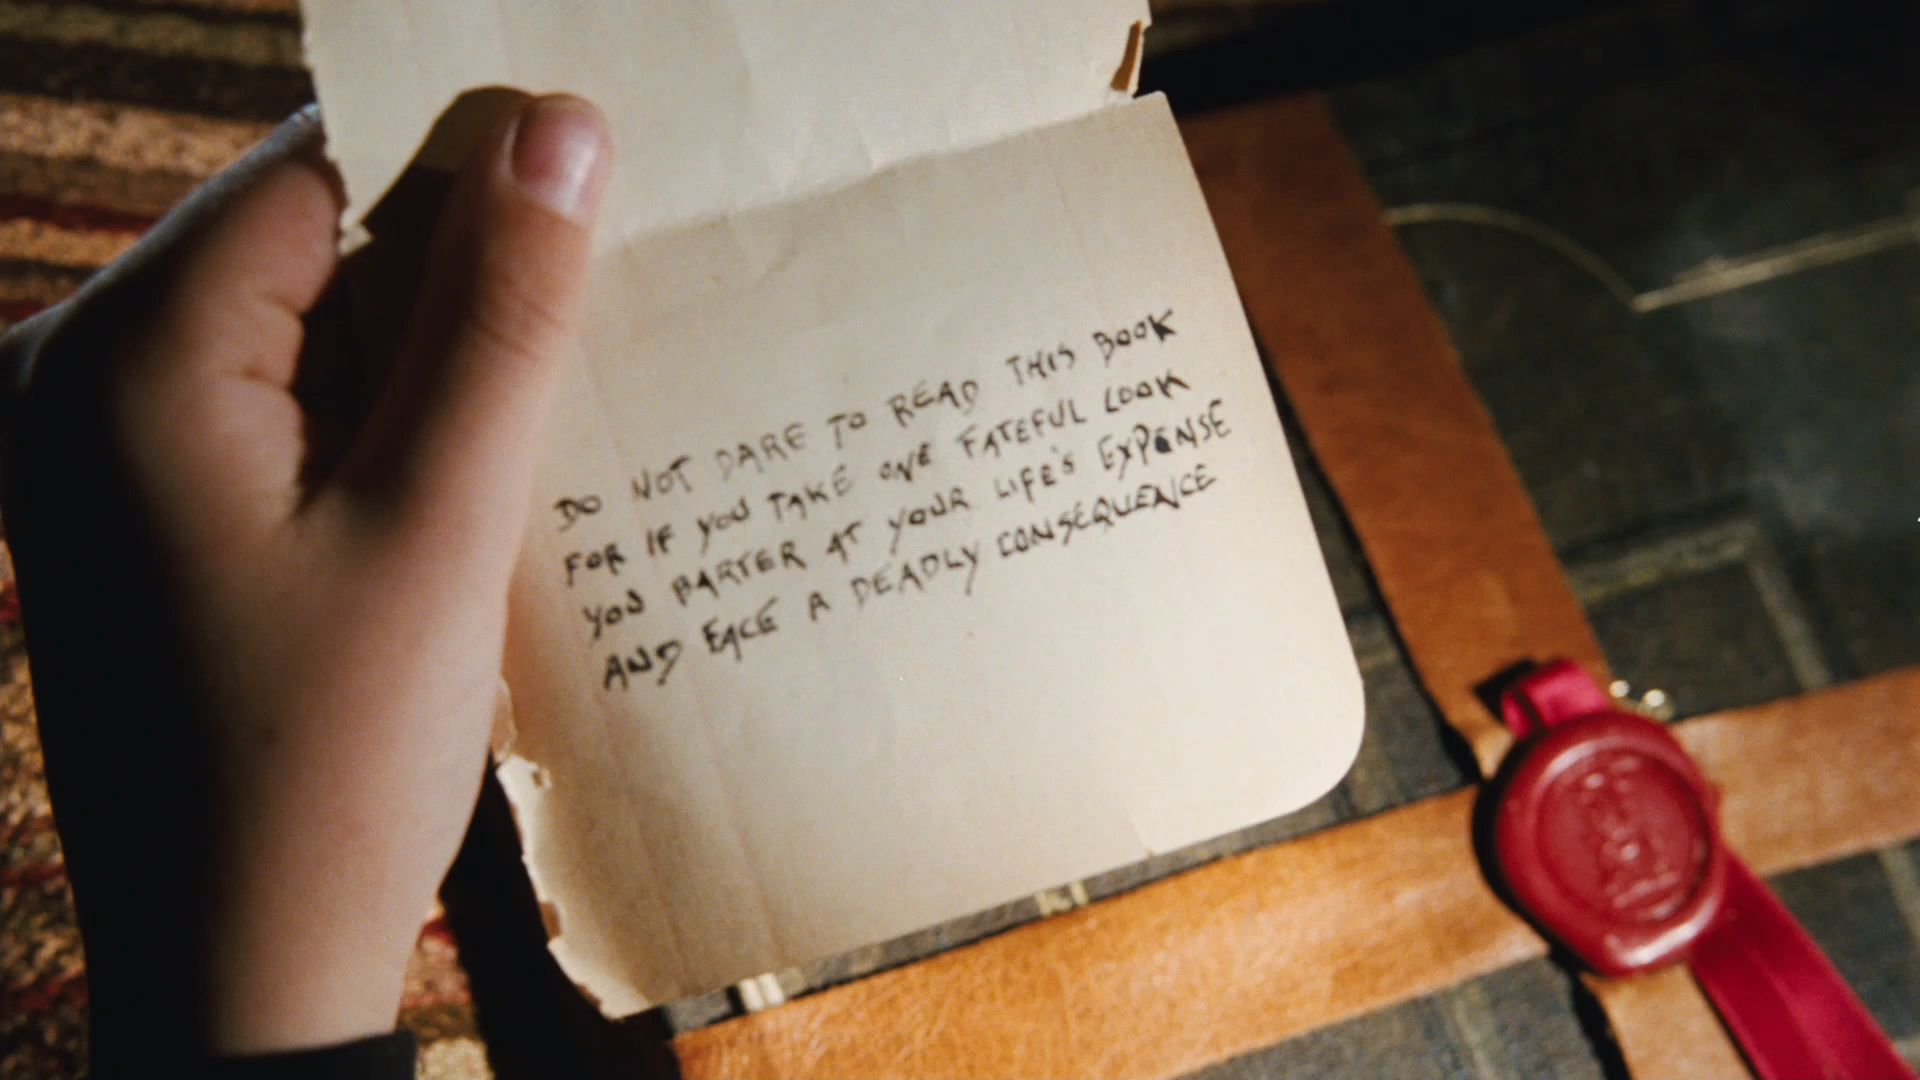 DO NOT DARE TO READ THIS BOOK
FOR IF YOU TAKE ONE FATEFUL LOOK
YOU BARTER AT YOUR LIFE'S EXPENSE
AND FACE A DEADLY CONSEQUENCE